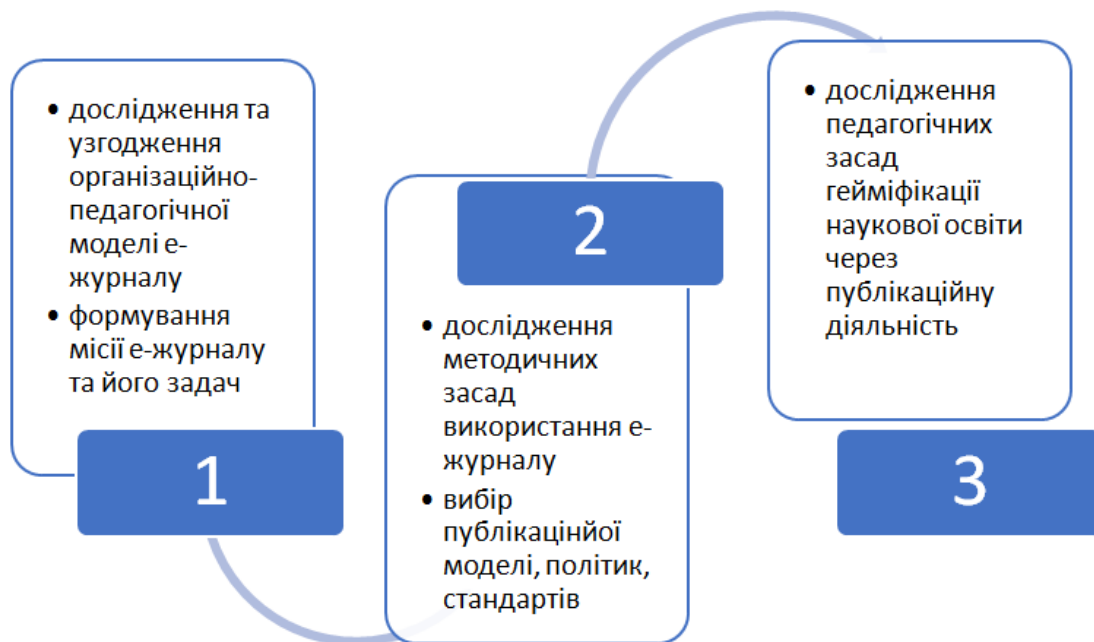 • дослідження та
узгодження
організаційно-
педагогічної
моделі е-
журналу
• формування
місії е-журналу
та його задач
1
2
• дослідження
методичних
засад
використання е-
журналу
• вибір
публікацінйої
моделі, політик,
стандартів
• дослідження
педагогічних
засад
гейміфікації
наукової освіти
через
публікаційну
діяльність
3